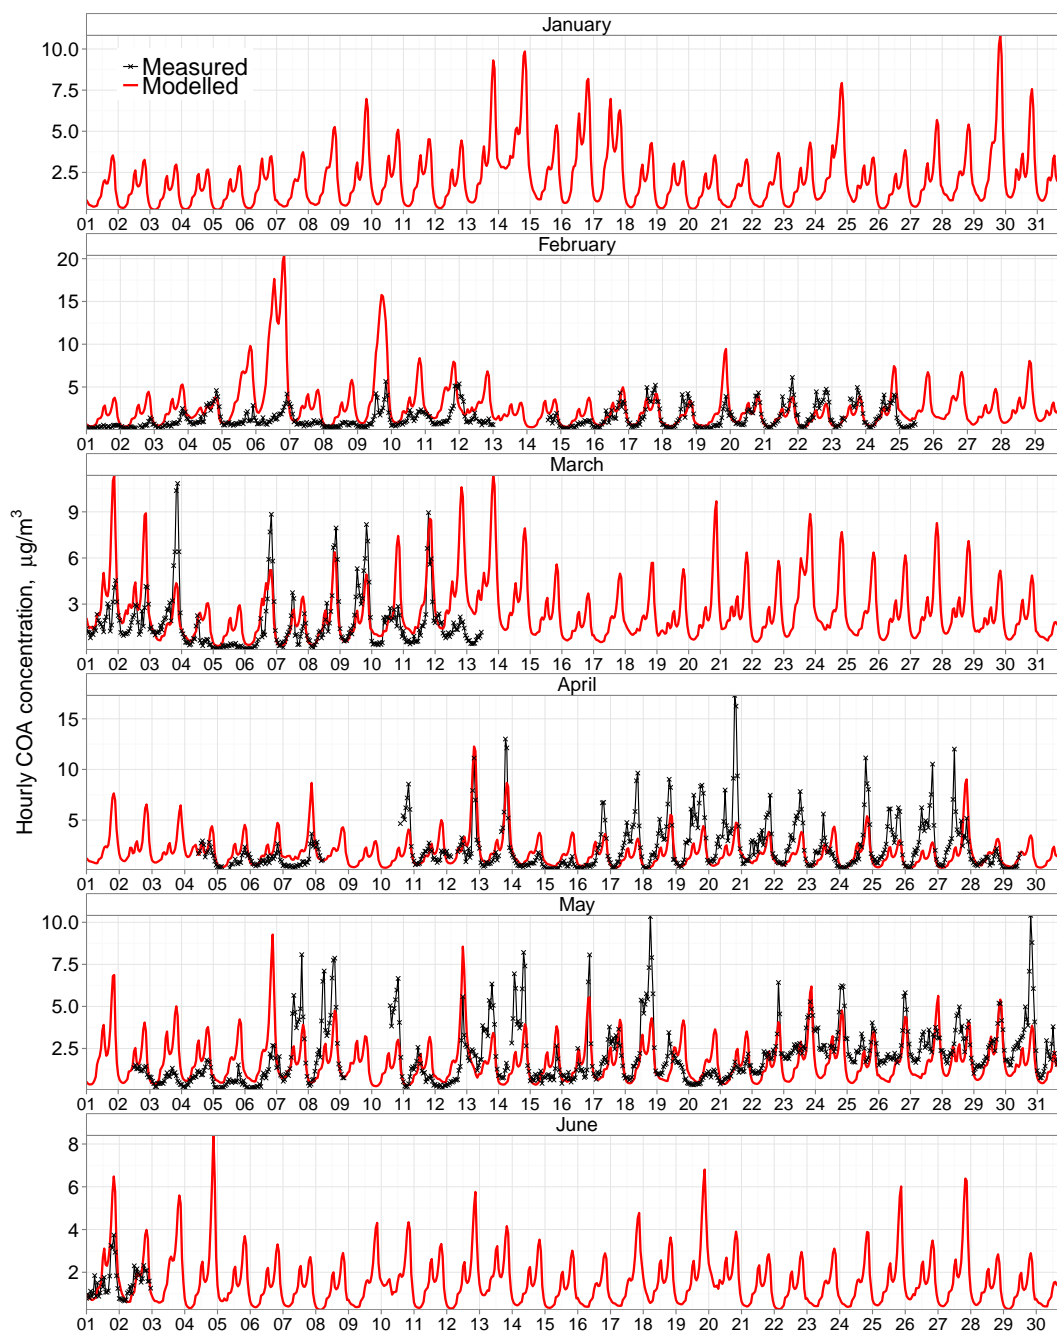 January
10.0
7.5
5.0
2.5
Measured
Modelled
01 02 03 04 05 06 07 08 09 10 11 12 13 14 15 16 17 18 19 20 21 22 23 24 25 26 27 28 29 30 31
February
20
15
10
5
01 02 03 04 05 06 07 08 09 10 11 12 13 14 15 16 17 18 19 20 21 22 23 24 25 26 27 28 29
March
9
6
3
01 02 03 04 05 06 07 08 09 10 11 12 13 14 15 16 17 18 19 20 21 22 23 24 25 26 27 28 29 30 31
Hourly COA concentration, μg/m³
April
15
10
5
01 02 03 04 05 06 07 08 09 10 11 12 13 14 15 16 17 18 19 20 21 22 23 24 25 26 27 28 29 30
May
10.0
7.5
5.0
2.5
01 02 03 04 05 06 07 08 09 10 11 12 13 14 15 16 17 18 19 20 21 22 23 24 25 26 27 28 29 30 31
June
8
6
4
2
01 02 03 04 05 06 07 08 09 10 11 12 13 14 15 16 17 18 19 20 21 22 23 24 25 26 27 28 29 30